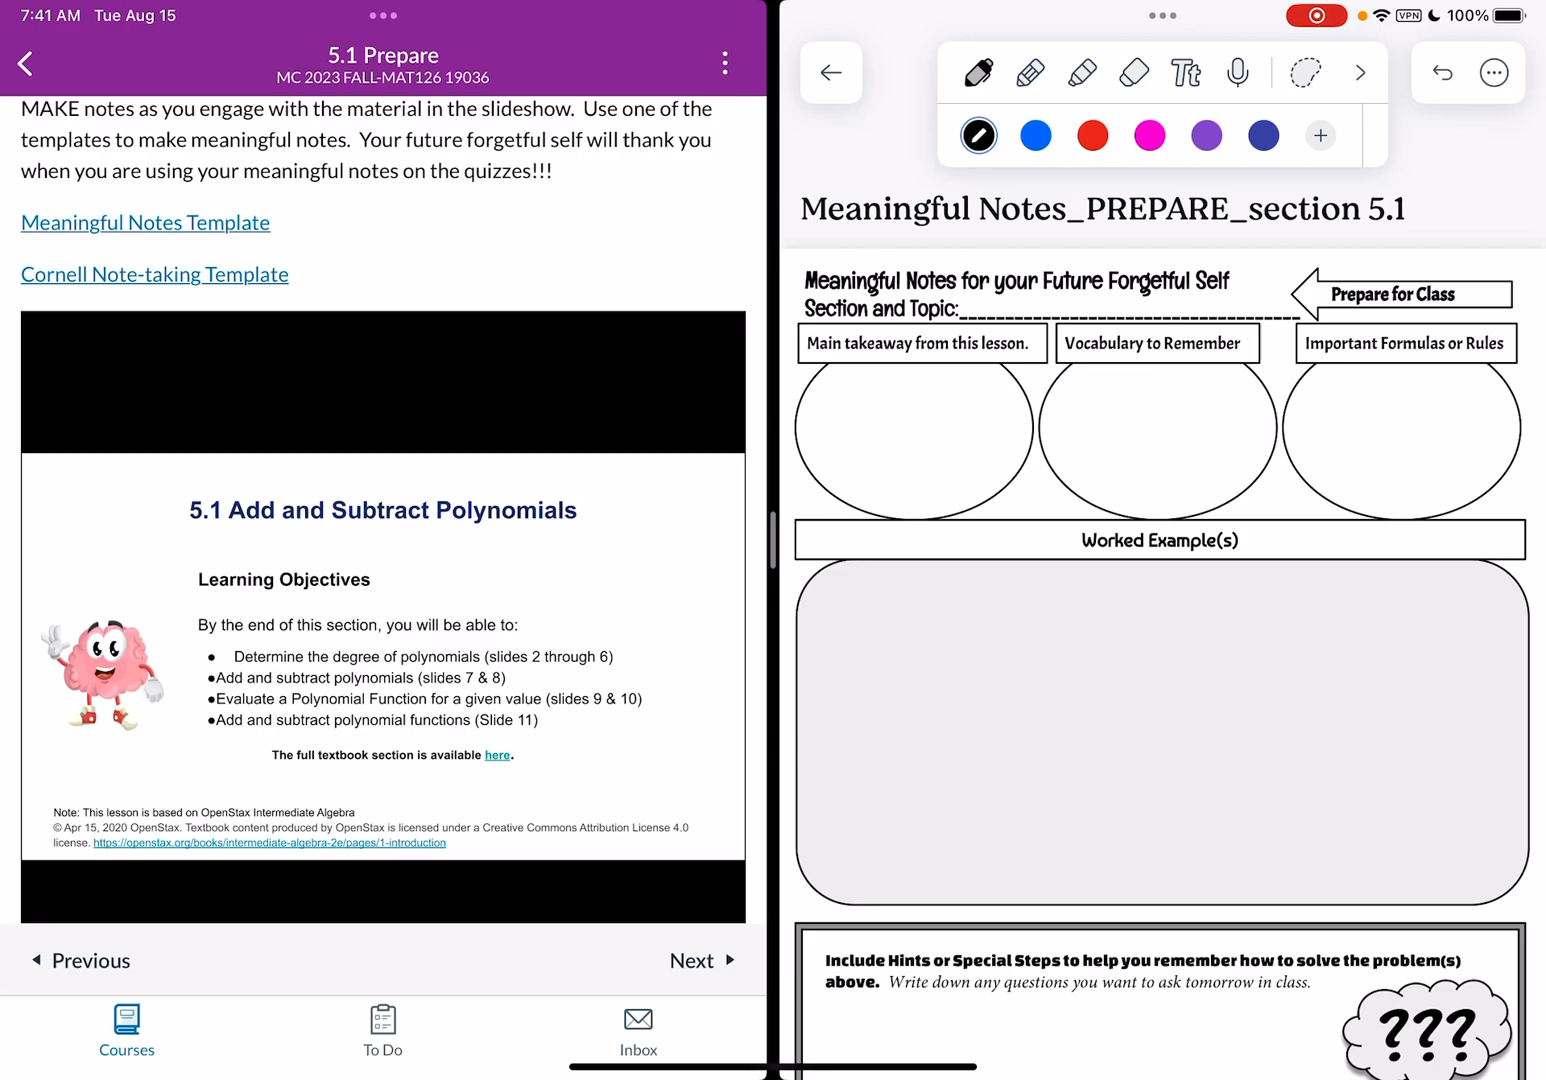 7:41 AM Tue Aug 15
5.1 Prepare
MC 2023 FALL-MAT126 19036
MAKE notes as you engage with the material in the slideshow. Use one of the
templates to make meaningful notes. Your future forgetful self will thank you
when you are using your meaningful notes on the quizzes!!!
Meaningful Notes Template
Cornell Note-taking Template
5.1 Add and Subtract Polynomials
Learning Objectives
By the end of this section, you will be able to:
● Determine the degree of polynomials (slides 2 through 6)
●Add and subtract polynomials (slides 7 & 8)
●Evaluate a Polynomial Function for a given value (slides 9 & 10)
●Add and subtract polynomial functions (Slide 11)
The full textbook section is available here.
Note: This lesson is based on OpenStax Intermediate Algebra
© Apr 15, 2020 OpenStax. Textbook content produced by OpenStax is licensed under a Creative Commons Attribution License 4.0
license. https://openstax.org/books/intermediate-algebra-2e/pages/1-introduction
Previous
Next
Courses
To Do
Inbox
VPN 100%
Tt
Meaningful Notes_PREPARE_section 5.1
Meaningful Notes for your Future Forgetful Self
Section and Topic:___________________________________
Prepare for Class
Main takeaway from this lesson.
Vocabulary to Remember
Important Formulas or Rules
Worked Example(s)
Include Hints or Special Steps to help you remember how to solve the problem(s)
above. Write down any questions you want to ask tomorrow in class.
???